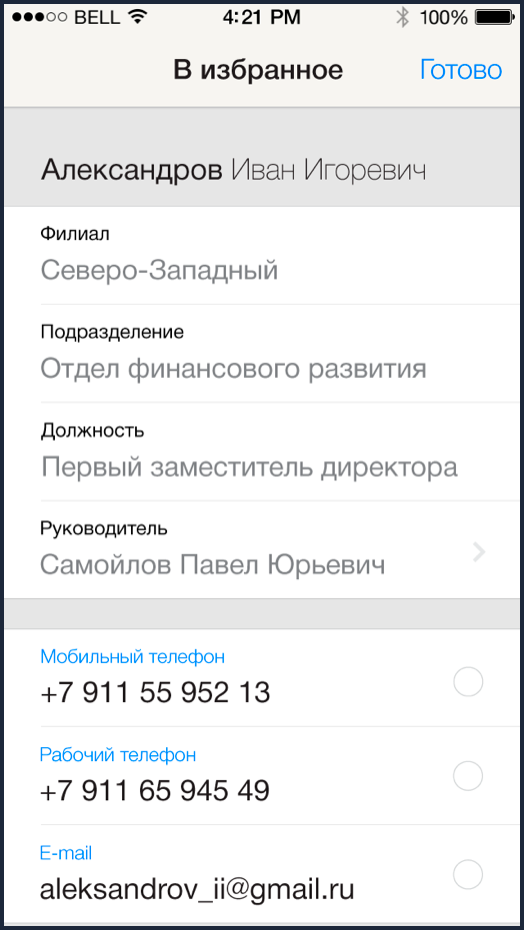 BELL 4:21 PM 100%
В избранное Готово
Александров Иван Игоревич
Филиал
Северо-Западный
Подразделение
Отдел финансового развития
Должность
Первый заместитель директора
Руководитель
Самойлов Павел Юрьевич
Мобильный телефон
+7 911 55 952 13
Рабочий телефон
+7 911 65 945 49
E-mail
aleksandrov_ii@gmail.ru